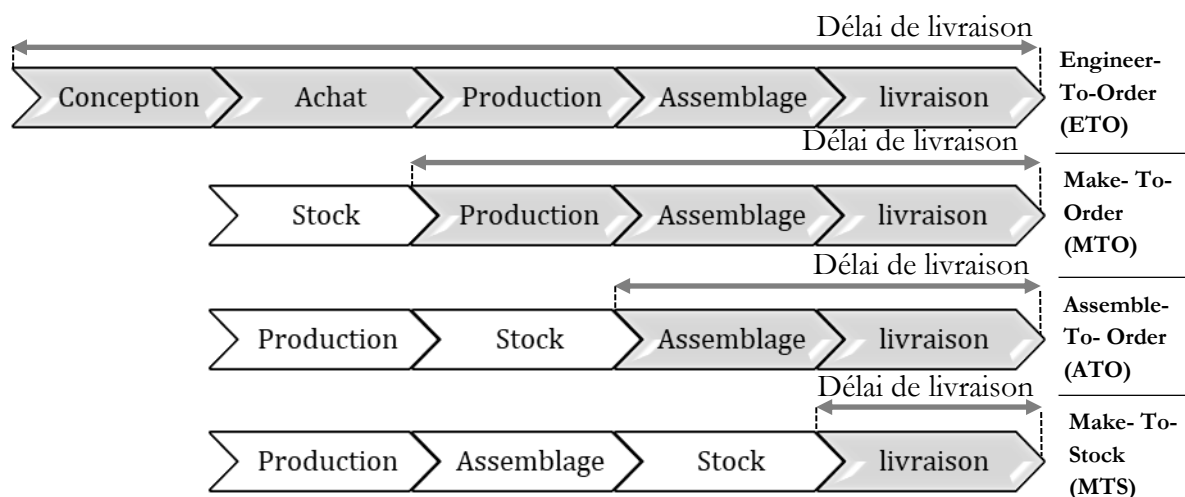 Délai de livraison
Conception Achat Production Assemblage livraison
Engineer-
To-Order
(ETO)
Délai de livraison
Stock Production Assemblage livraison
Make- To-
Order
(MTO)
Délai de livraison
Production Stock Assemblage livraison
Assemble-
To- Order
(ATO)
Délai de livraison
Production Assemblage Stock livraison
Make- To-
Stock
(MTS)